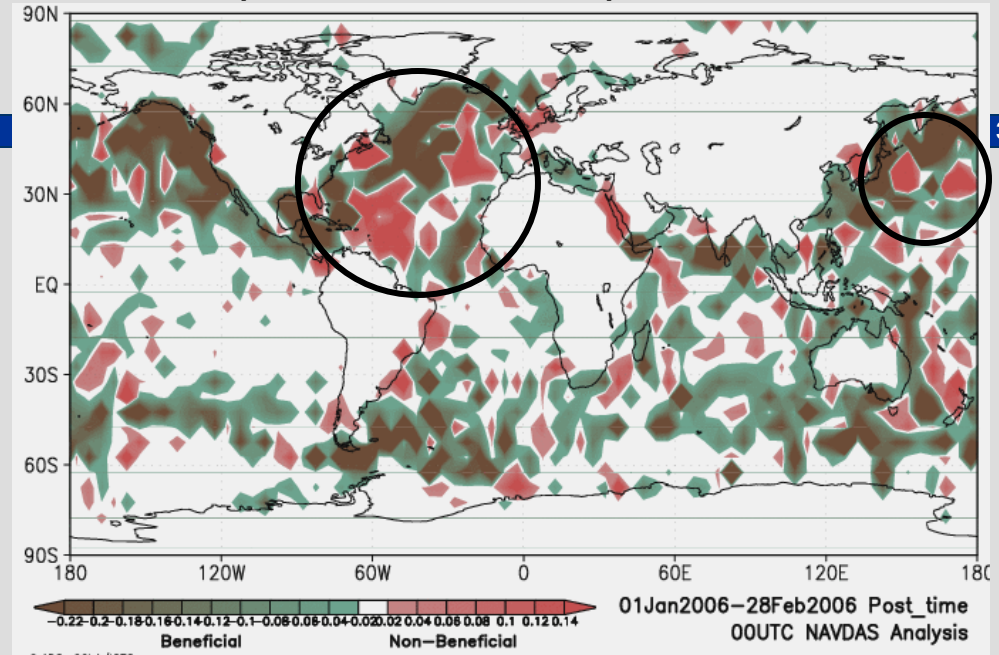 90N
60N
30N
EQ
30S
60S
90S
180 120W 60W 0 60E 120E 180
-0.22-0.2-0.18-0.16-0.14-0.12-0.1-0.08-0.06-0.04-0.020.02 0.04 0.06 0.08 0.1 0.12 0.14
Beneficial Non-Beneficial
01Jan2006-28Feb2006 Post_time
00UTC NAVDAS Analysis